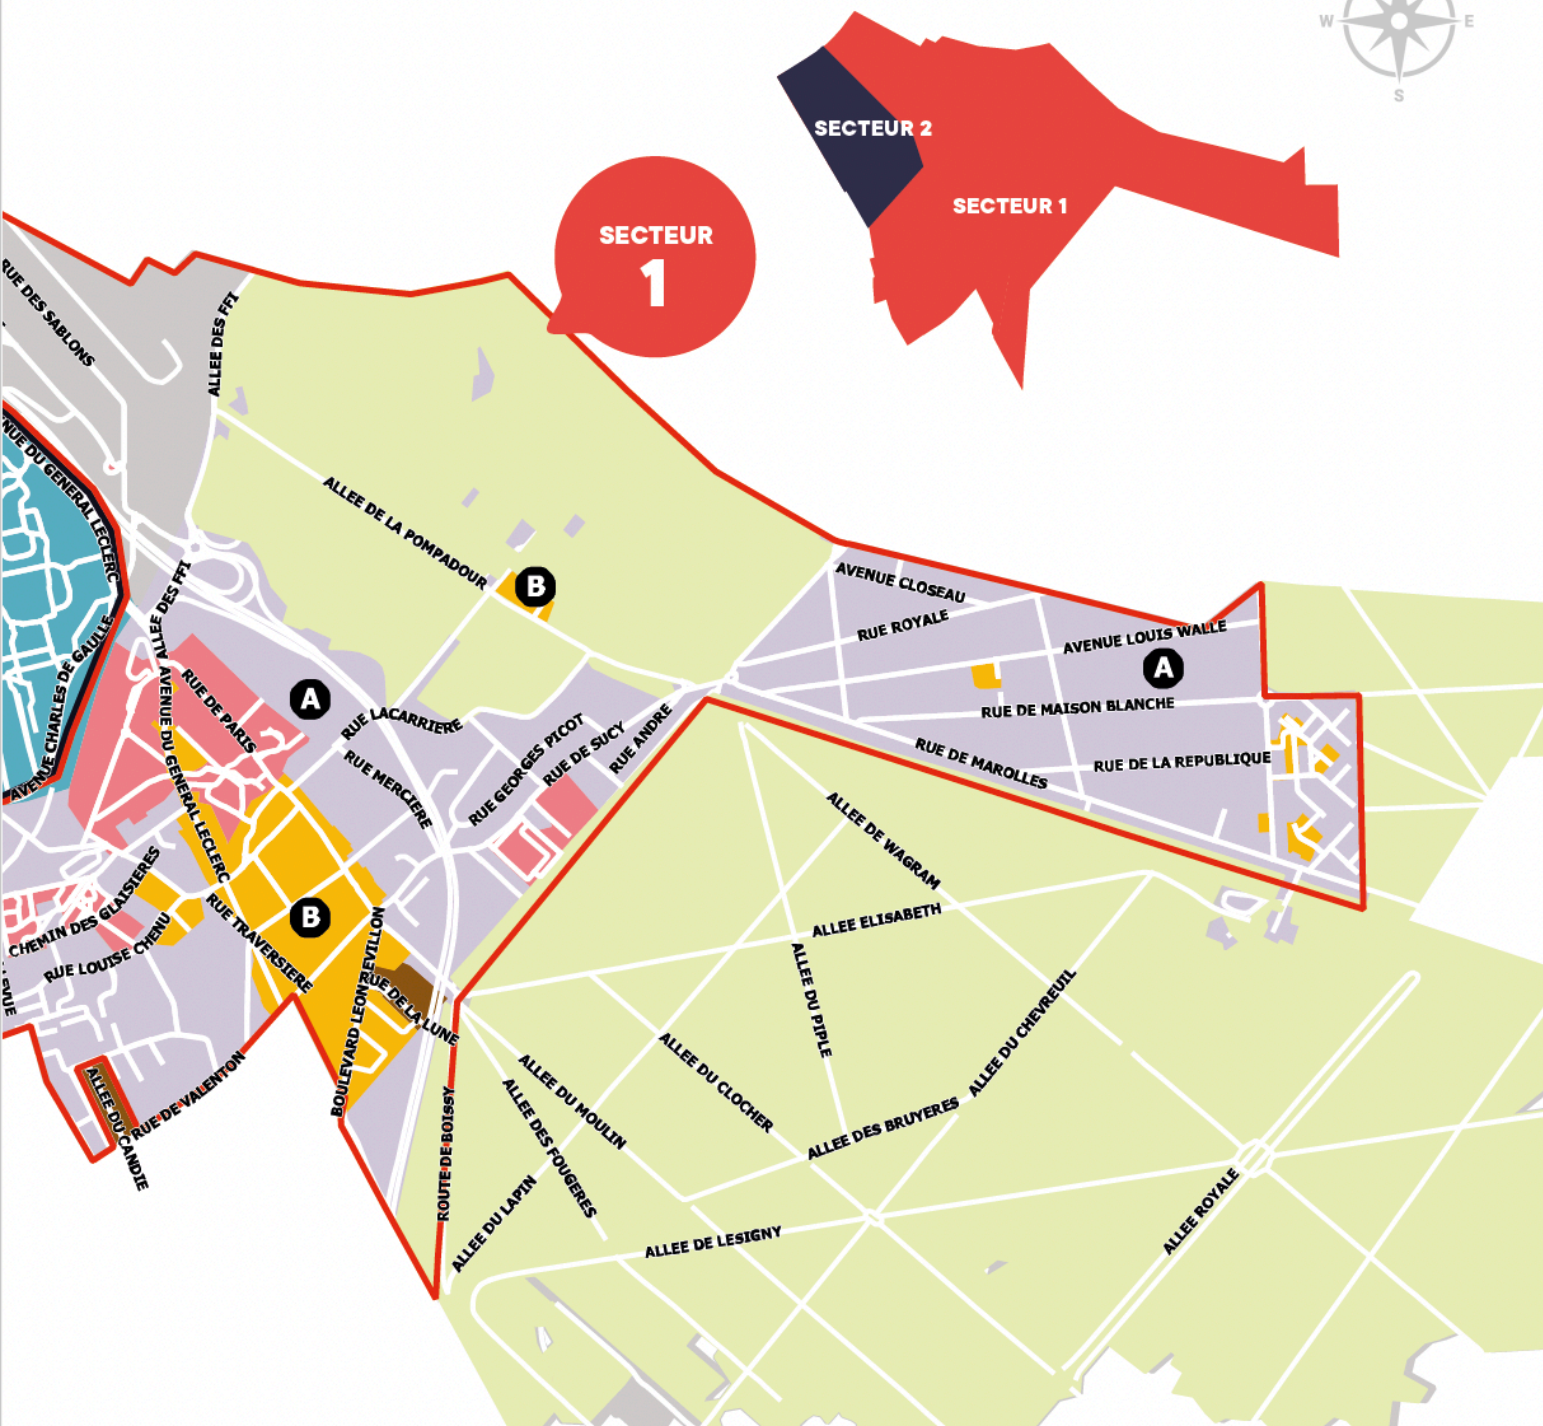 W
E
S
SECTEUR 2
SECTEUR 1
SECTEUR
1
RUE DES SABLONS
ALLEE DES FFI
NUE DU GENERAL LECLERC
ALLEE DE LA POMPADOUR
B
AVENUE CLOSEAU
RUE ROYALE
AVENUE LOUIS WALLE
A
ALLEE DES FFI
AVENUE CHARLES DE GAULLE
RUE DE PARIS
A
RUE LACARRIERE
AVENUE DU GENERAL LECLERC
RUE MERCIERE
RUE GEORGES PICOT
RUE DE SUCY
RUE ANDRE
RUE DE MAISON BLANCHE
RUE DE MAROLLES
RUE DE LA REPUBLIQUE
ALLEE DE WAGRAM
CHEMIN DES GLAISIERES
RUE LOUISE CHENU
RUE TRAVERSIERE
B
BOULEVARD LEON REVILLON
RUE DE LA LUNE
LEVUE
ALLEE ELISABETH
ALLEE DU PIPLE
ALLEE DU CHEVREUIL
ALLEE DU CLOCHER
ALLEE DU MOULIN
ALLEE DES FOUGERES
ALLEE DES BRUYERES
ALLEE DU CANDIE
RUE DE VALENTON
ROUTE DE BOISSY
ALLEE DU LAPIN
ALLEE DE LESIGNY
ALLEE ROYALE